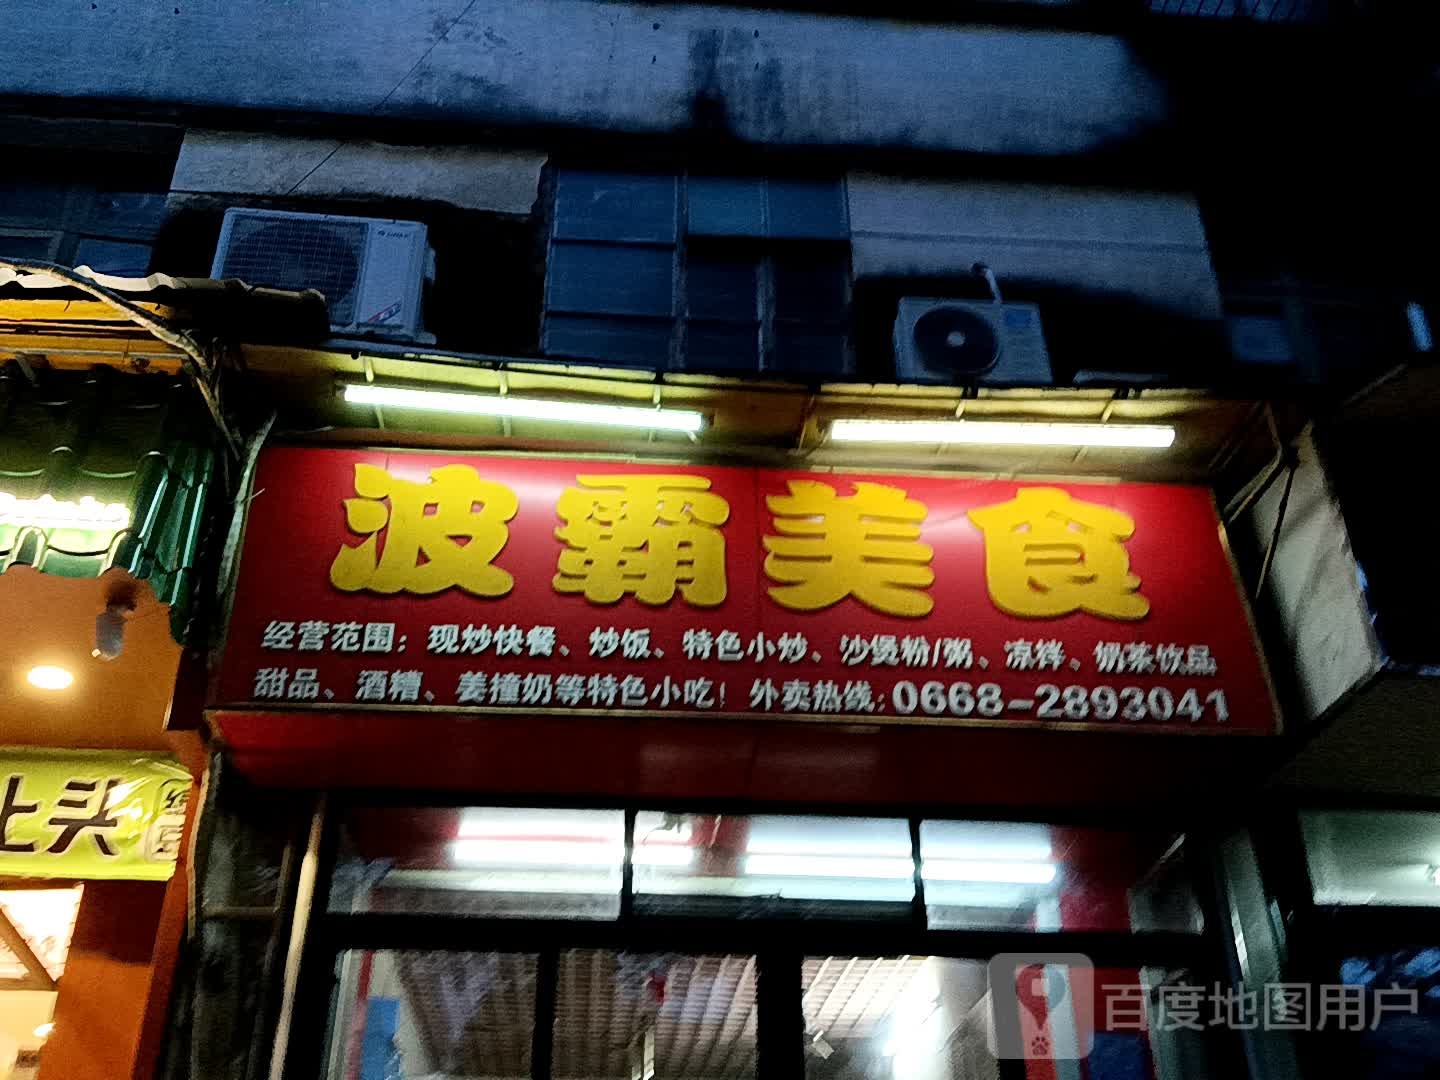 波霸美食
经营范围：现炒快餐、炒饭、特色小炒、沙煲粉/粥、凉拌、奶茶饮品
甜品、酒糟、姜撞奶等特色小吃！外卖热线：0668-2893041
头
百度地图用户